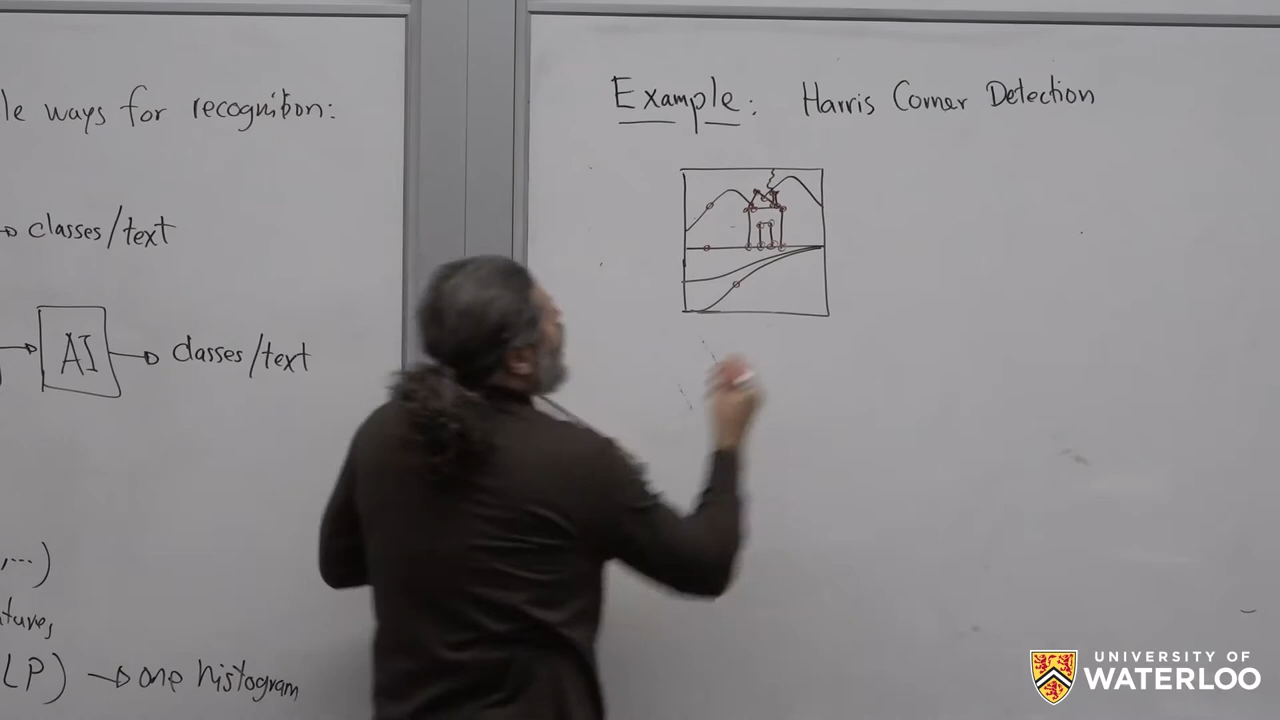 le ways for recognition:
classes/text
AI classes/text
,...)
tures
LP) → one histogram
Example: Harris Corner Detection
UNIVERSITY OF
WATERLOO